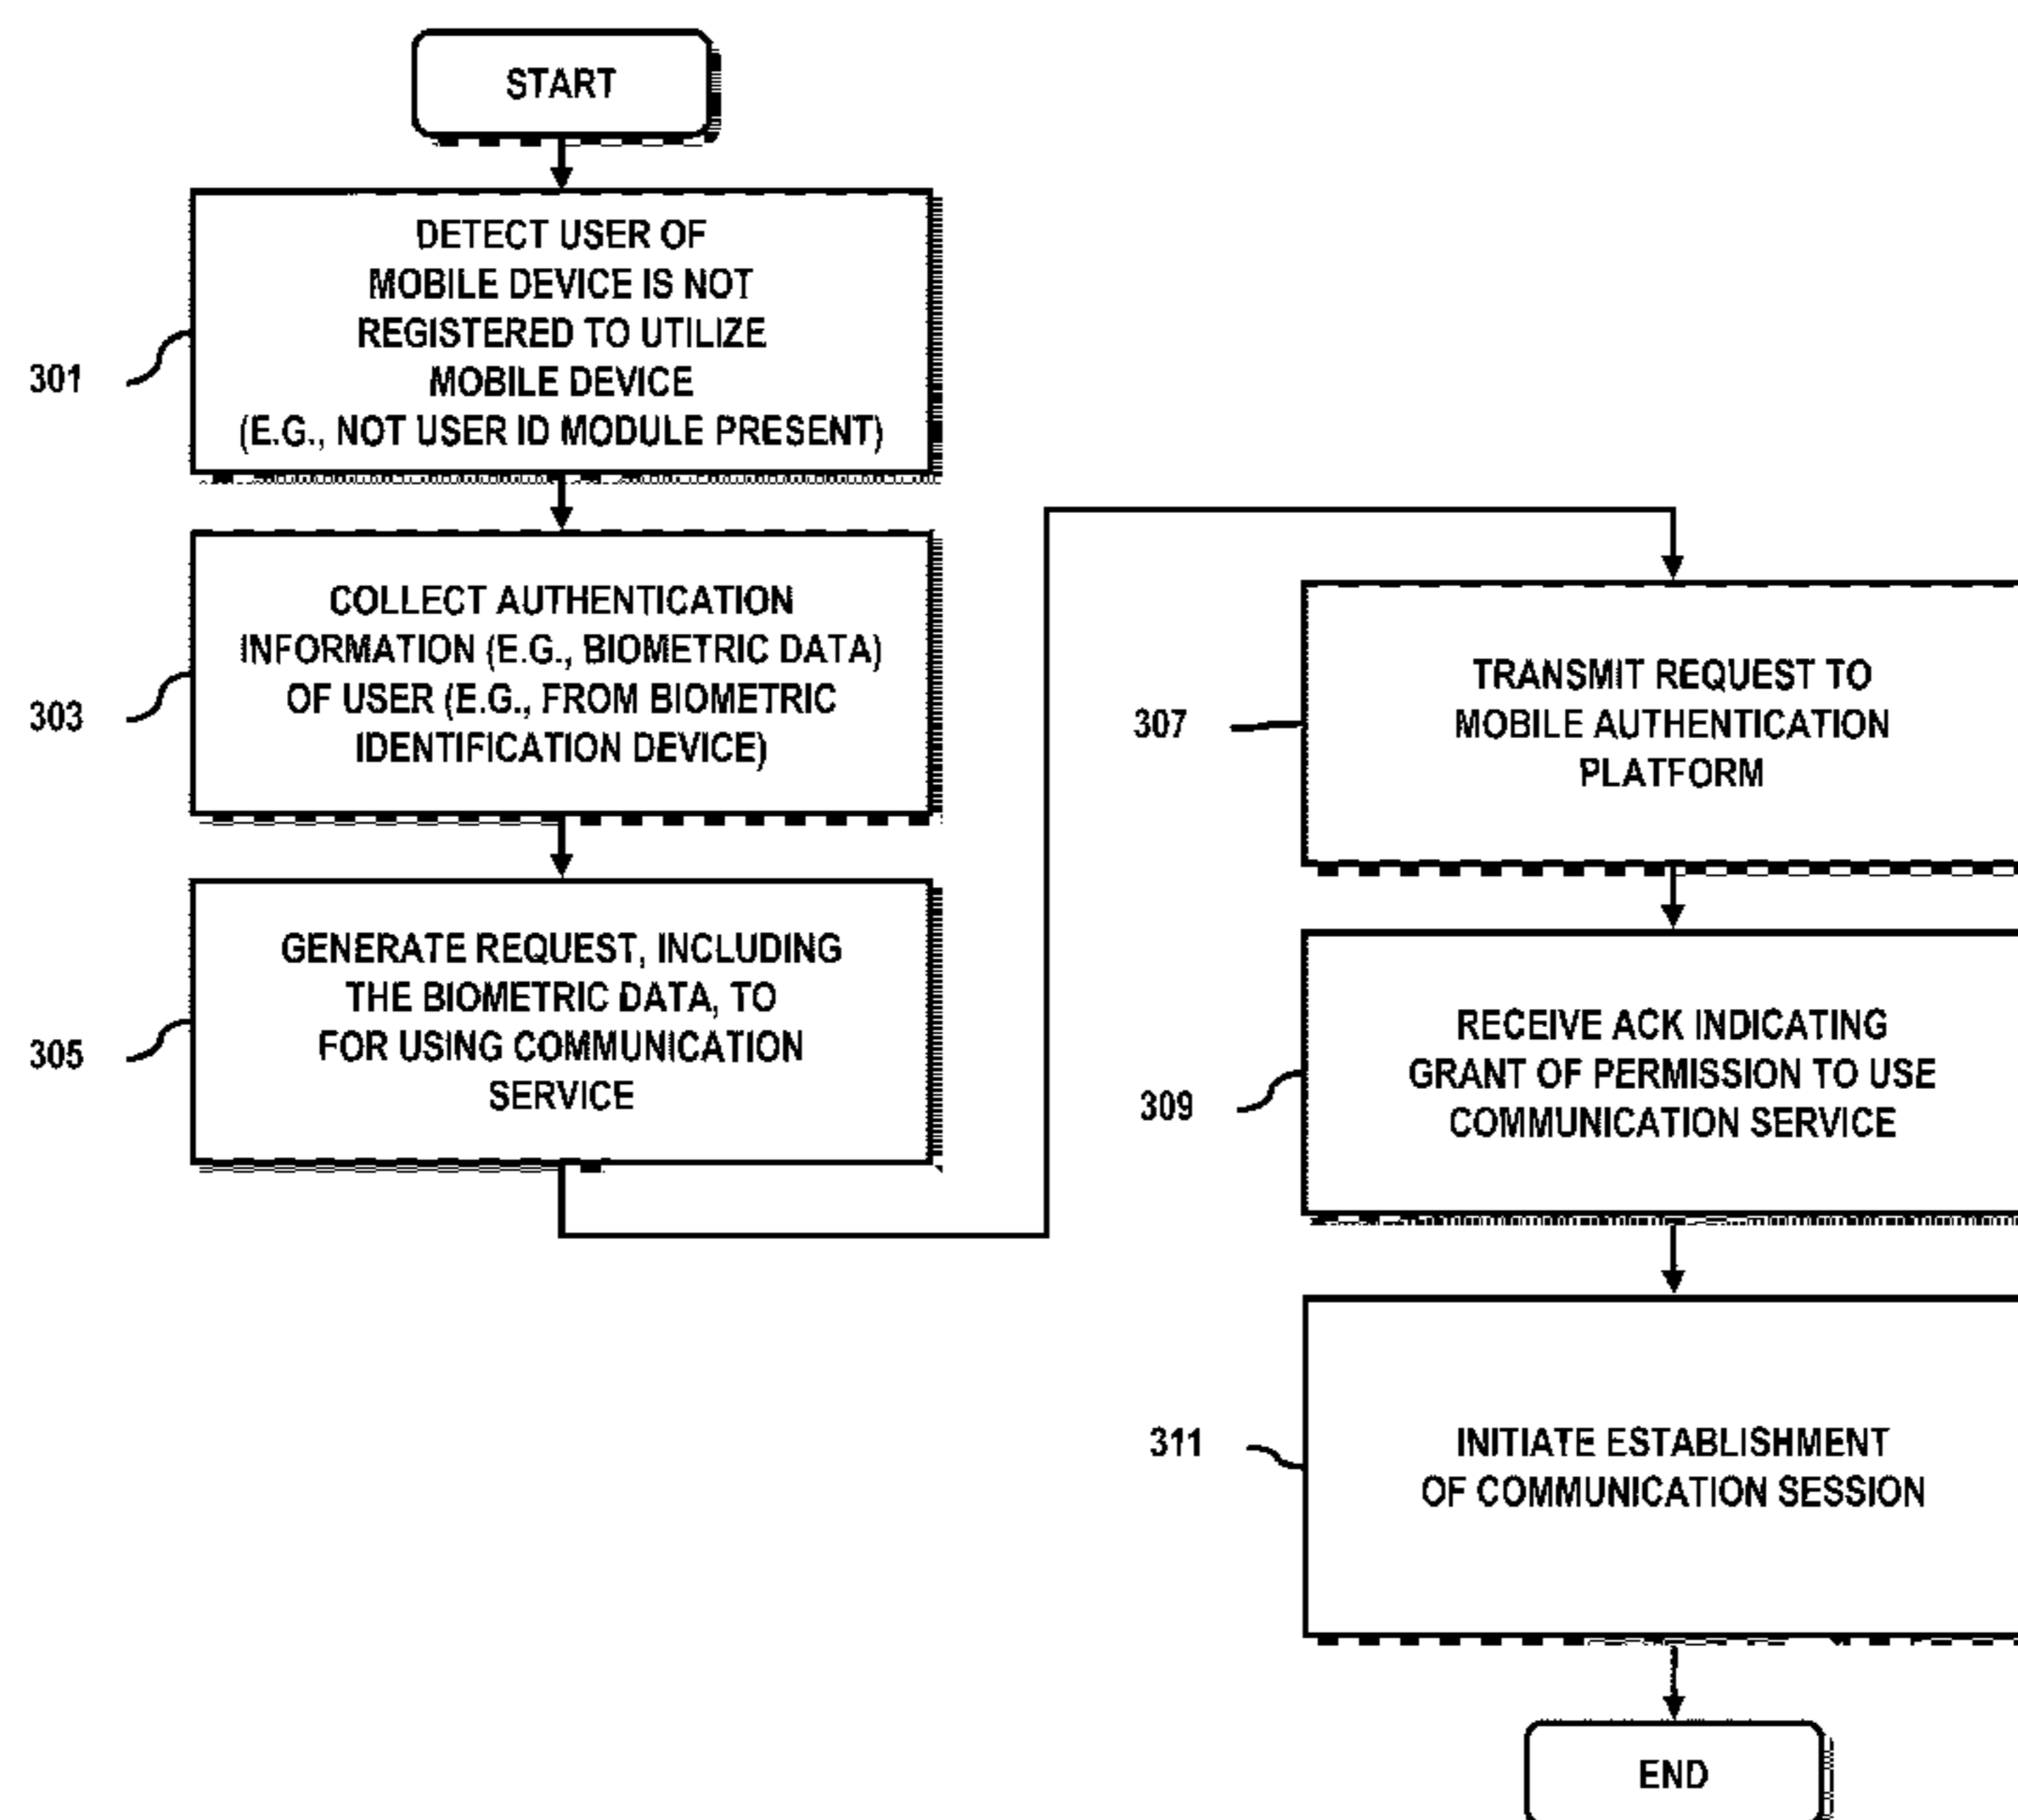 START
301
DETECT USER OF
MOBILE DEVICE IS NOT
REGISTERED TO UTILIZE
MOBILE DEVICE
(E.G., NOT USER ID MODULE PRESENT)
303
COLLECT AUTHENTICATION
INFORMATION (E.G., BIOMETRIC DATA)
OF USER (E.G., FROM BIOMETRIC
IDENTIFICATION DEVICE)
305
GENERATE REQUEST, INCLUDING
THE BIOMETRIC DATA, TO
FOR USING COMMUNICATION
SERVICE
307
TRANSMIT REQUEST TO
MOBILE AUTHENTICATION
PLATFORM
309
RECEIVE ACK INDICATING
GRANT OF PERMISSION TO USE
COMMUNICATION SERVICE
311
INITIATE ESTABLISHMENT
OF COMMUNICATION SESSION
END